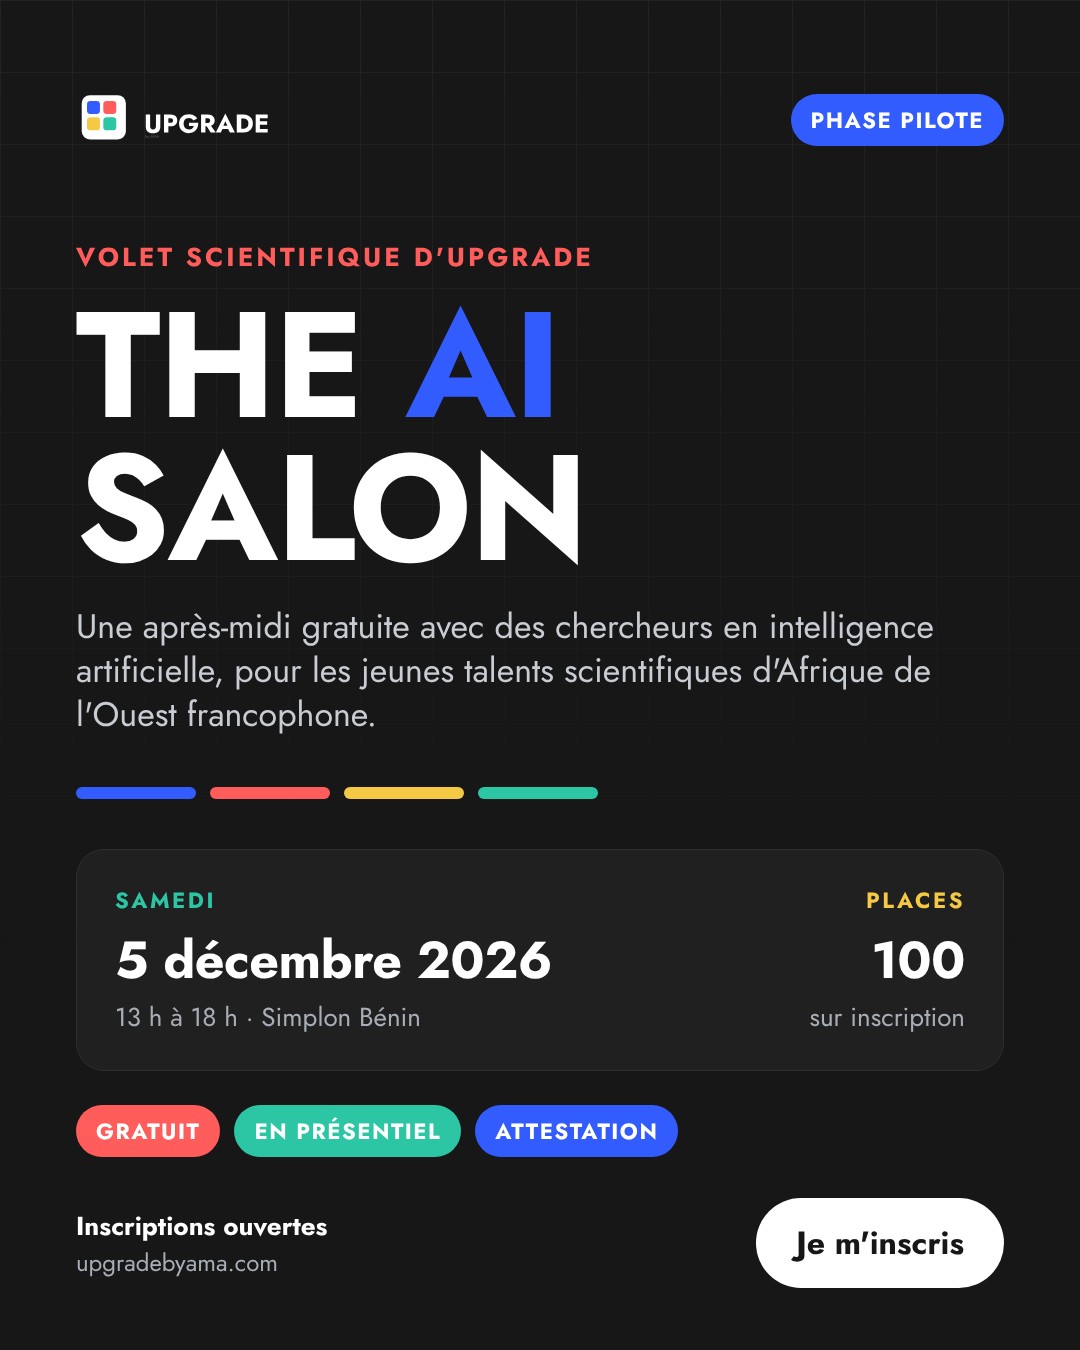 UPGRADE
PHASE PILOTE
VOLET SCIENTIFIQUE D'UPGRADE
THE AI
SALON
Une après-midi gratuite avec des chercheurs en intelligence
artificielle, pour les jeunes talents scientifiques d'Afrique de
l'Ouest francophone.
SAMEDI
5 décembre 2026
13 h à 18 h · Simplon Bénin
PLACES
100
sur inscription
GRATUIT
EN PRÉSENTIEL
ATTESTATION
Inscriptions ouvertes
upgradebyama.com
Je m'inscris